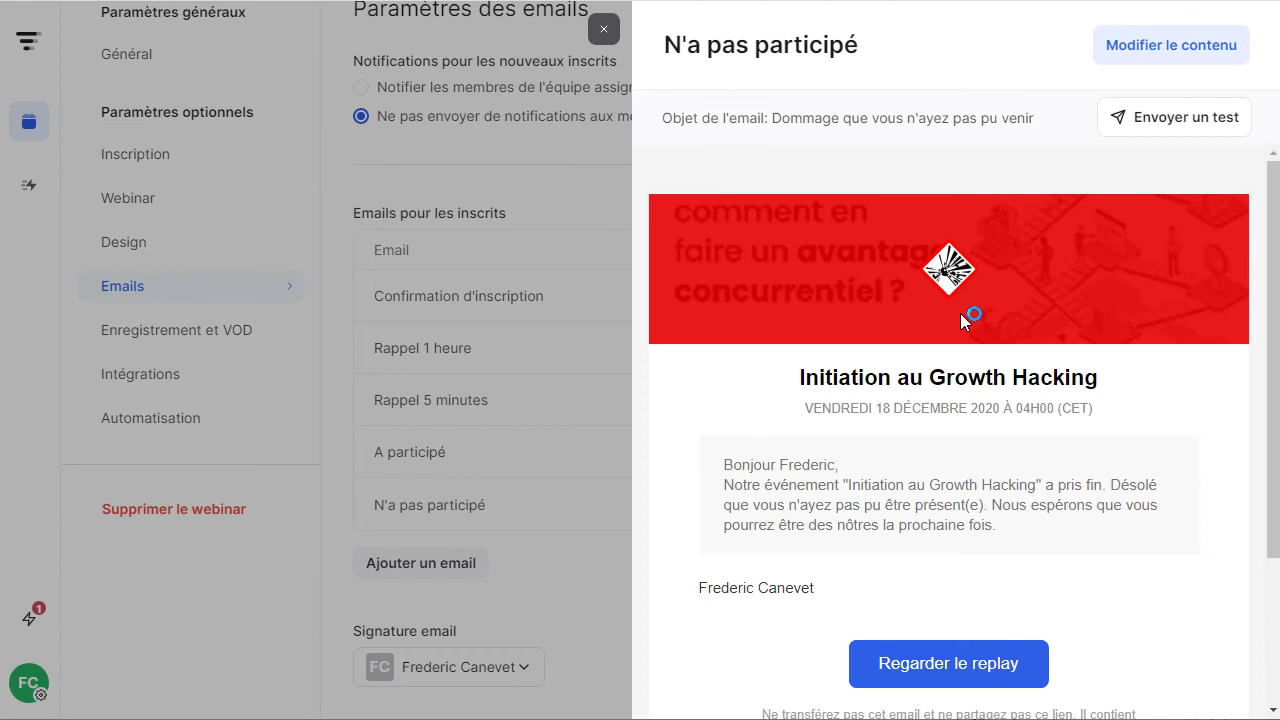 Paramètres généraux
Général
Paramètres optionnels
Inscription
Webinar
Design
Emails
Enregistrement et VOD
Intégrations
Automatisation
Supprimer le webinar
1
FC
Paramètres des emails
Notifications pour les nouveaux inscrits
Notifier les membres de l'équipe assign
Ne pas envoyer de notifications aux me
Emails pour les inscrits
Email
Confirmation d'inscription
Rappel 1 heure
Rappel 5 minutes
A participé
N'a pas participé
Ajouter un email
Signature email
FC Frederic Canevet
N'a pas participé
Modifier le contenu
Objet de l'email: Dommage que vous n'ayez pas pu venir
Envoyer un test
comment en
faire un avantage
concurrentiel ?
Initiation au Growth Hacking
VENDREDI 18 DÉCEMBRE 2020 À 04H00 (CET)
Bonjour Frederic,
Notre événement "Initiation au Growth Hacking" a pris fin. Désolé
que vous n'ayez pas pu être présent(e). Nous espérons que vous
pourrez être des nôtres la prochaine fois.
Frederic Canevet
Regarder le replay
Ne transférez pas cet email et ne partagez pas ce lien. Il contient